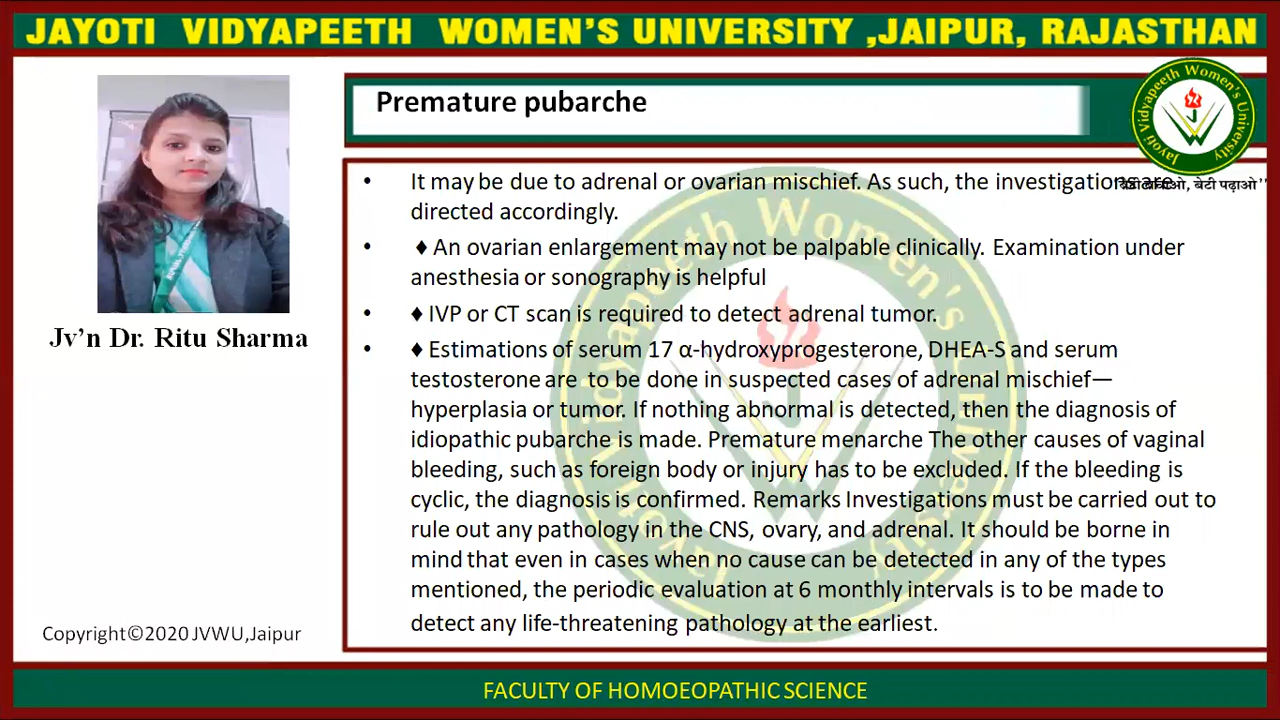 JAYOTI VIDYAPEETH WOMEN'S UNIVERSITY ,JAIPUR, RAJASTHAN
Premature pubarche
Jayoti Vidyapeeth Women's University
बेटी पढ़ाओ''
• It may be due to adrenal or ovarian mischief. As such, the investigations are
directed accordingly.
• ♦ An ovarian enlargement may not be palpable clinically. Examination under
anesthesia or sonography is helpful
• ♦ IVP or CT scan is required to detect adrenal tumor.
• ♦ Estimations of serum 17 α-hydroxyprogesterone, DHEA-S and serum
testosterone are to be done in suspected cases of adrenal mischief—
hyperplasia or tumor. If nothing abnormal is detected, then the diagnosis of
idiopathic pubarche is made. Premature menarche The other causes of vaginal
bleeding, such as foreign body or injury has to be excluded. If the bleeding is
cyclic, the diagnosis is confirmed. Remarks Investigations must be carried out to
rule out any pathology in the CNS, ovary, and adrenal. It should be borne in
mind that even in cases when no cause can be detected in any of the types
mentioned, the periodic evaluation at 6 monthly intervals is to be made to
detect any life-threatening pathology at the earliest.
Jv'n Dr. Ritu Sharma
Copyright©2020 JVWU,Jaipur
FACULTY OF HOMOEOPATHIC SCIENCE